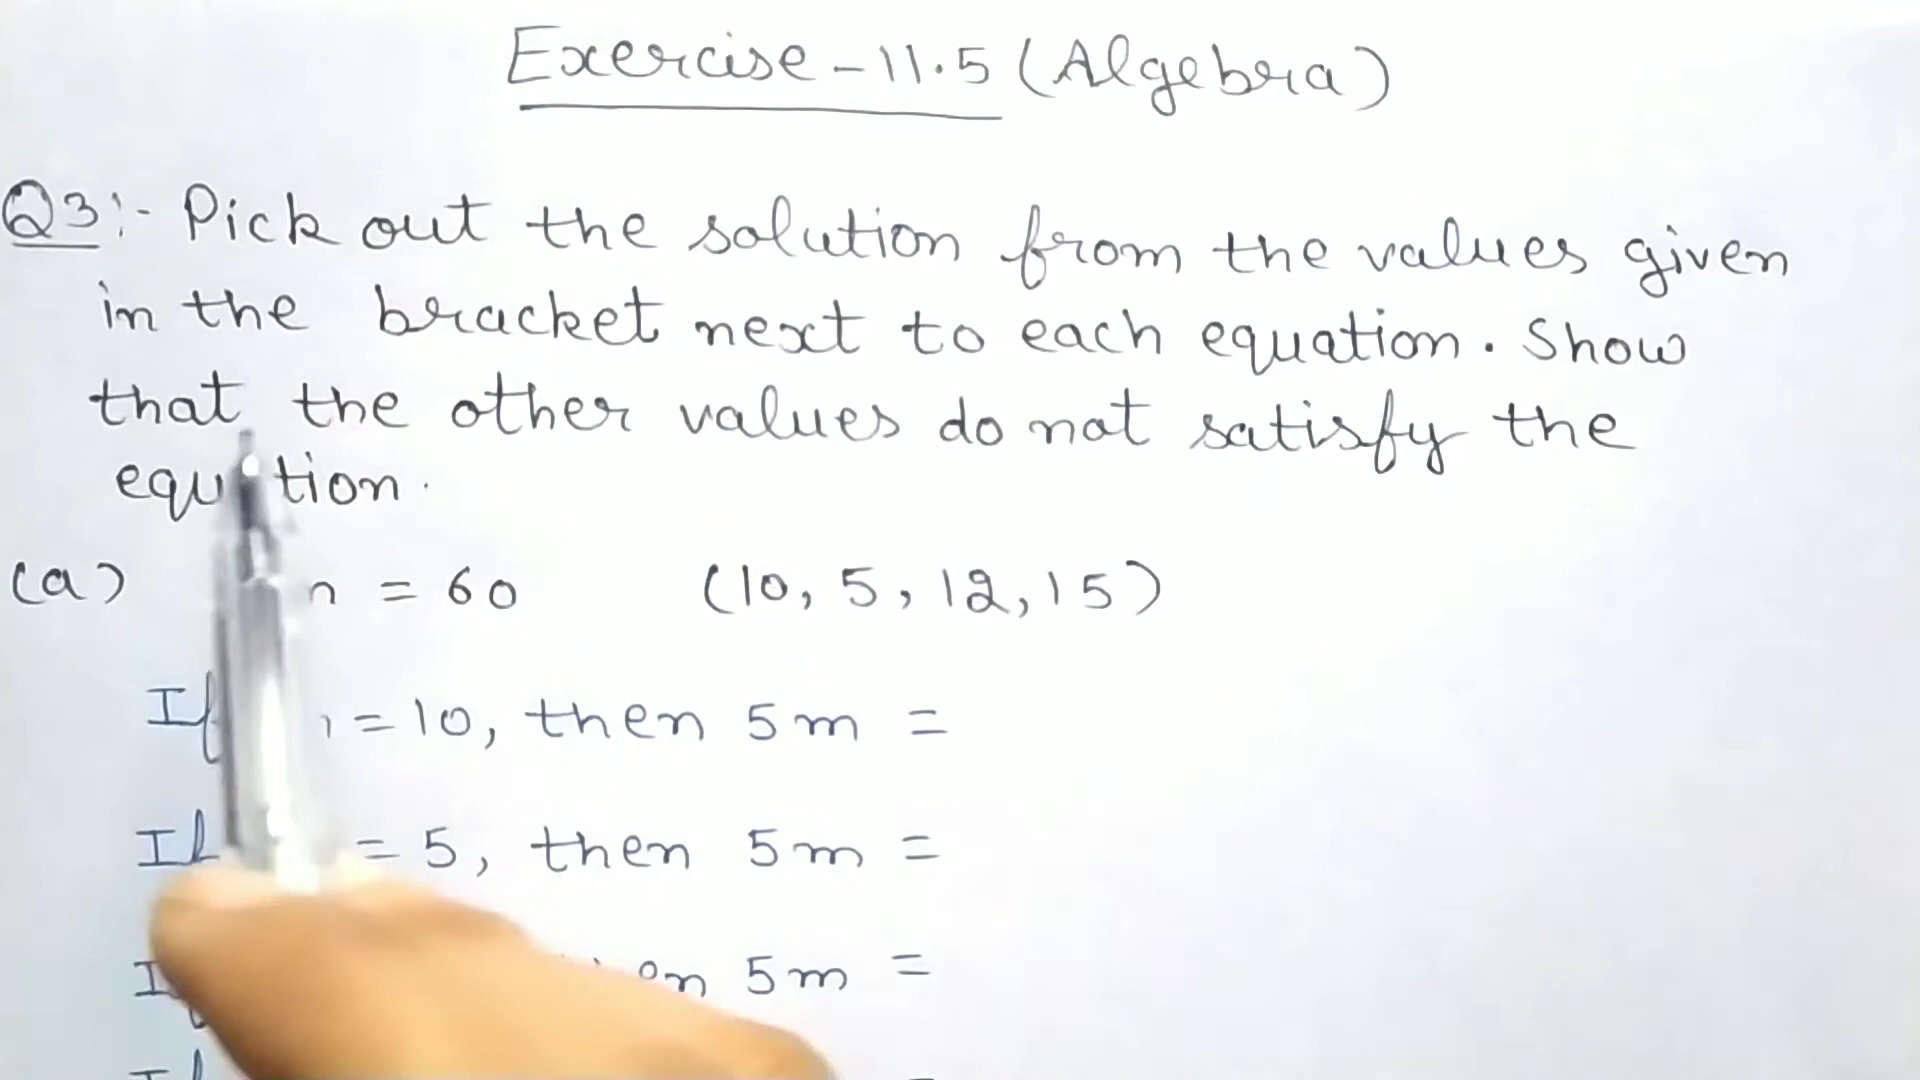 Exercise-11.5 (Algebra)
Q3:- Pick out the solution from the values given
in the bracket next to each equation. Show
that the other values do not satisfy the
equation.
(a) = 60 (10, 5, 12, 15)
If = 10, then 5m =
If = 5, then 5m =
5m =